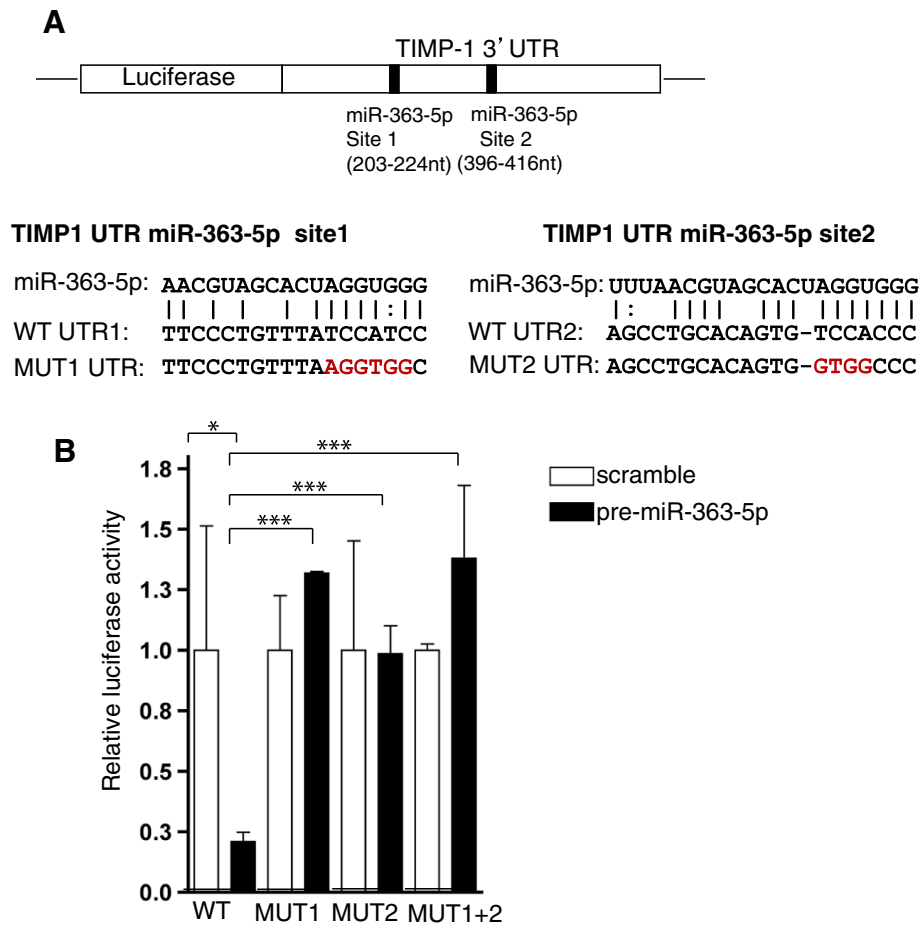 A
TIMP-1 3' UTR
Luciferase
miR-363-5p miR-363-5p
Site 1 Site 2
(203-224nt) (396-416nt)
TIMP1 UTR miR-363-5p site1
miR-363-5p: AACGUAGCACUAGGUGGG
WT UTR1: TTCCCTGTTTATCCATCC
MUT1 UTR: TTCCCTGTTTAAGGTGGC
TIMP1 UTR miR-363-5p site2
miR-363-5p: UUUAACGUAGCACUAGGUGGG
WT UTR2: AGCCTGCACAGTG-TCCACCC
MUT2 UTR: AGCCTGCACAGTG-GTGGCCC
B
*
***
***
***
scramble
pre-miR-363-5p
Relative luciferase activity
1.8
1.5
1.3
1.0
0.8
0.5
0.3
0.0
WT MUT1 MUT2 MUT1+2